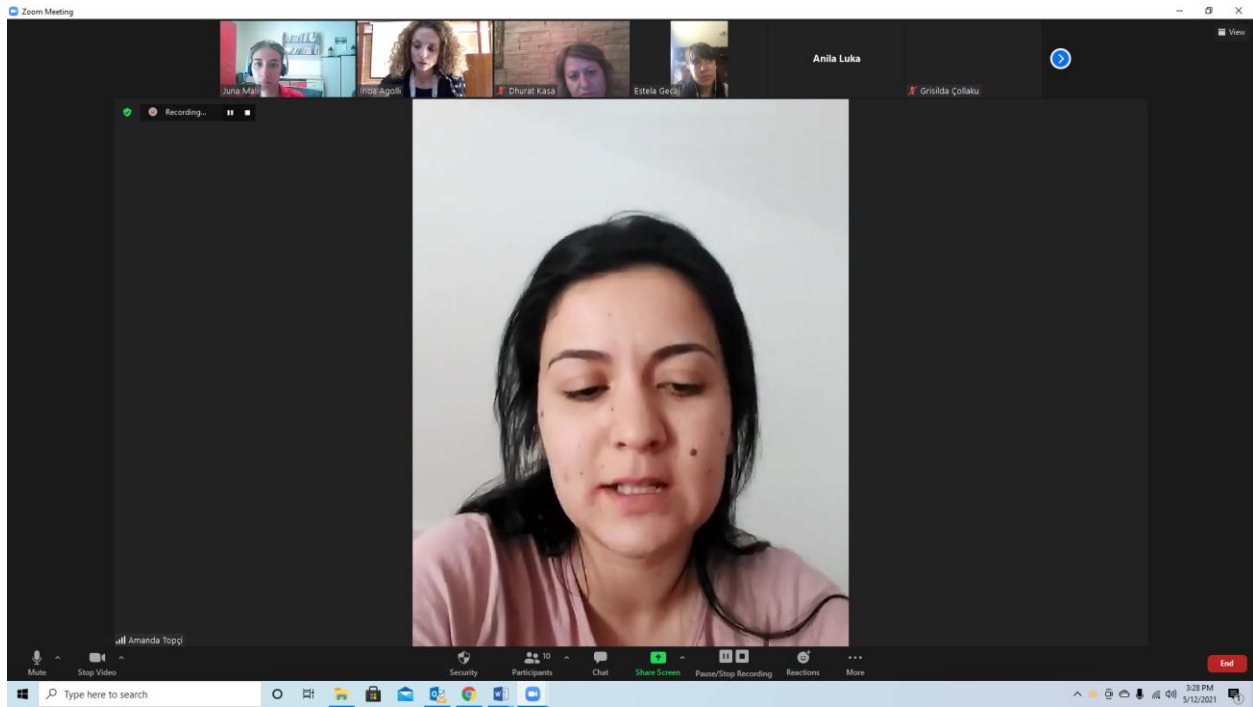 Zoom Meeting
View
Juna Mali
nda Agolli
Dhurat Kasa
Estela Gecaj
Anila Luka
Grisilda Çollaku
Recording...
Amanda Topçi
Mute
Stop Video
Security
Participants
10
Chat
Share Screen
Pause/Stop Recording
Reactions
More
End
Type here to search
3:28 PM
5/12/2021